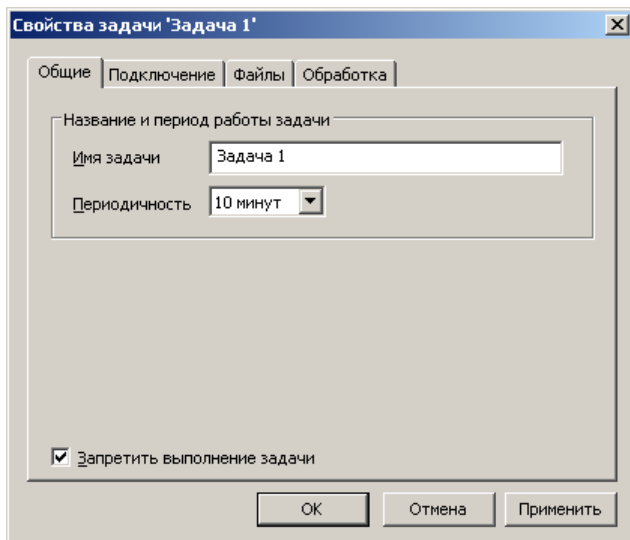 Свойства задачи 'Задача 1'
Общие Подключение Файлы Обработка
Название и период работы задачи
Имя задачи Задача 1
Периодичность 10 минут
Запретить выполнение задачи
OK Отмена Применить